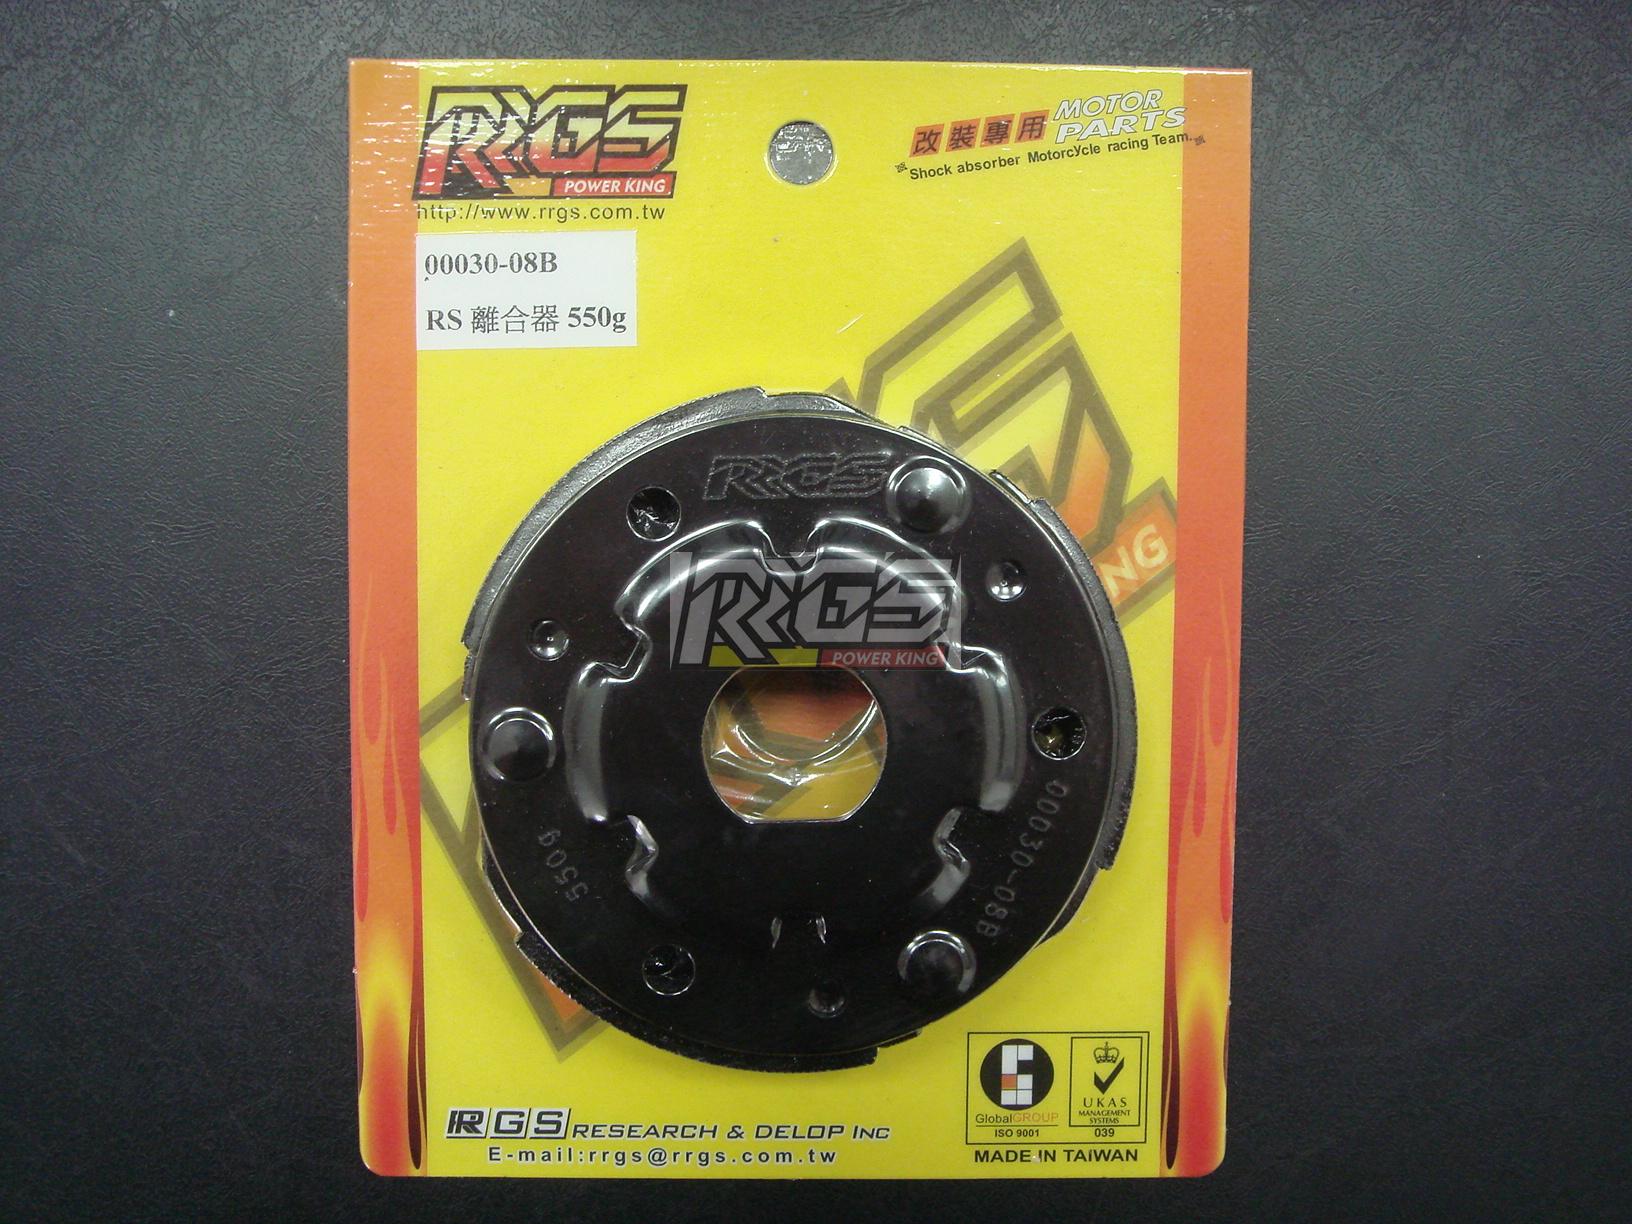 RRGS
POWER KING
http://www.rrgs.com.tw
改裝專用 MOTOR PARTS
Shock absorber Motorcycle racing Team.
00030-08B
RS 離合器 550g
RRGS
RRGS
POWER KING
NG
550g
00030-08B
RRGS RESEARCH & DELOP INC
E-mail:rrgs@rrgs.com.tw
GlobalGROUP
ISO 9001
UKAS
MANAGEMENT
SYSTEMS
039
MADE IN TAIWAN